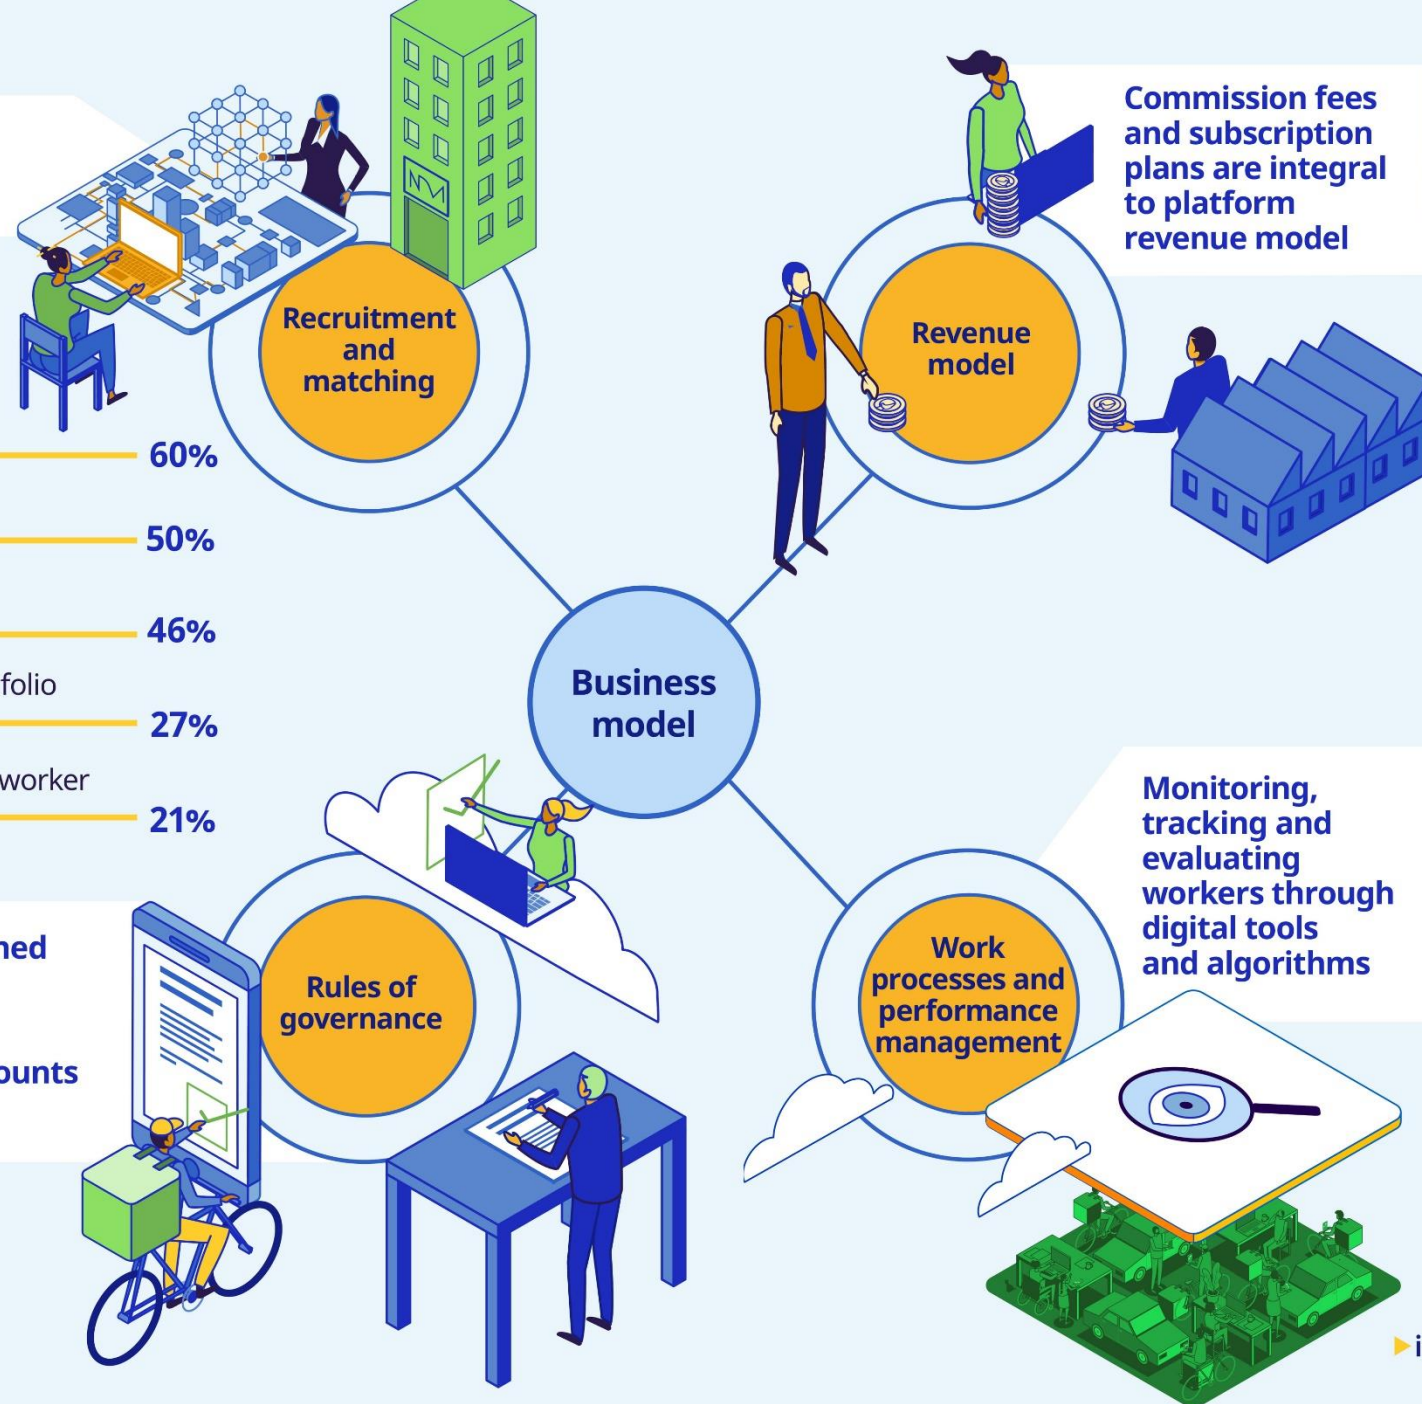 Commission fees
and subscription
plans are integral
to platform
revenue model
Recruitment
and
matching
Revenue
model
60%
50%
46%
folio
27%
worker
21%
Business
model
Monitoring,
tracking and
evaluating
workers through
digital tools
and algorithms
ned
ounts
Rules of
governance
Work
processes and
performance
management
i